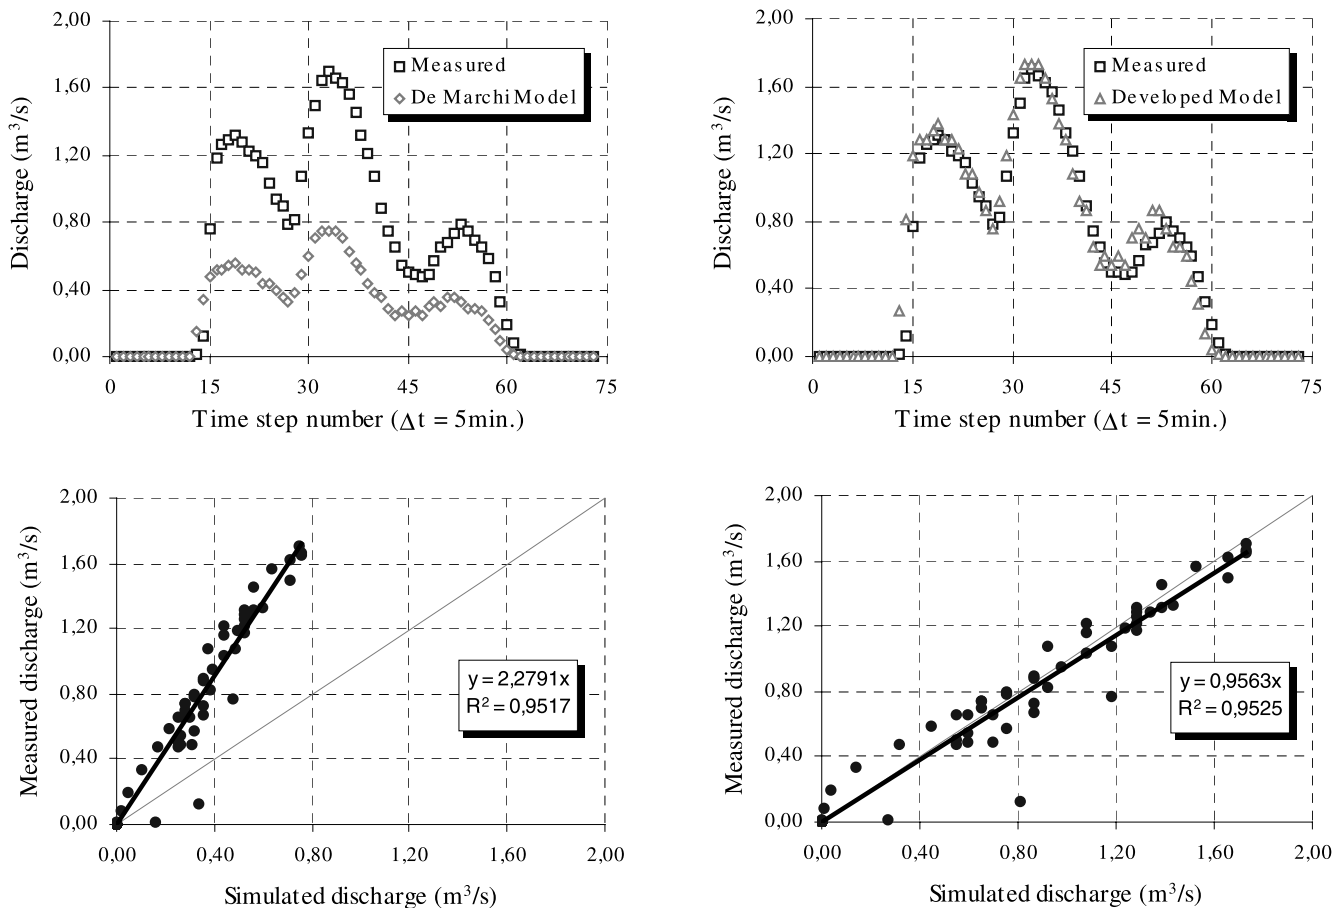 2,00
1,60
1,20
0,80
0,40
0,00
Discharge (m³/s)
Measured
De Marchi Model
0 15 30 45 60 75
Time step number (Δt = 5min.)
2,00
1,60
1,20
0,80
0,40
0,00
Discharge (m³/s)
Measured
Developed Model
0 15 30 45 60 75
Time step number (Δt = 5min.)
2,00
1,60
1,20
0,80
0,40
0,00
Measured discharge (m³/s)
y = 2,2791x
R² = 0,9517
0,00 0,40 0,80 1,20 1,60 2,00
Simulated discharge (m³/s)
2,00
1,60
1,20
0,80
0,40
0,00
Measured discharge (m³/s)
y = 0,9563x
R² = 0,9525
0,00 0,40 0,80 1,20 1,60 2,00
Simulated discharge (m³/s)